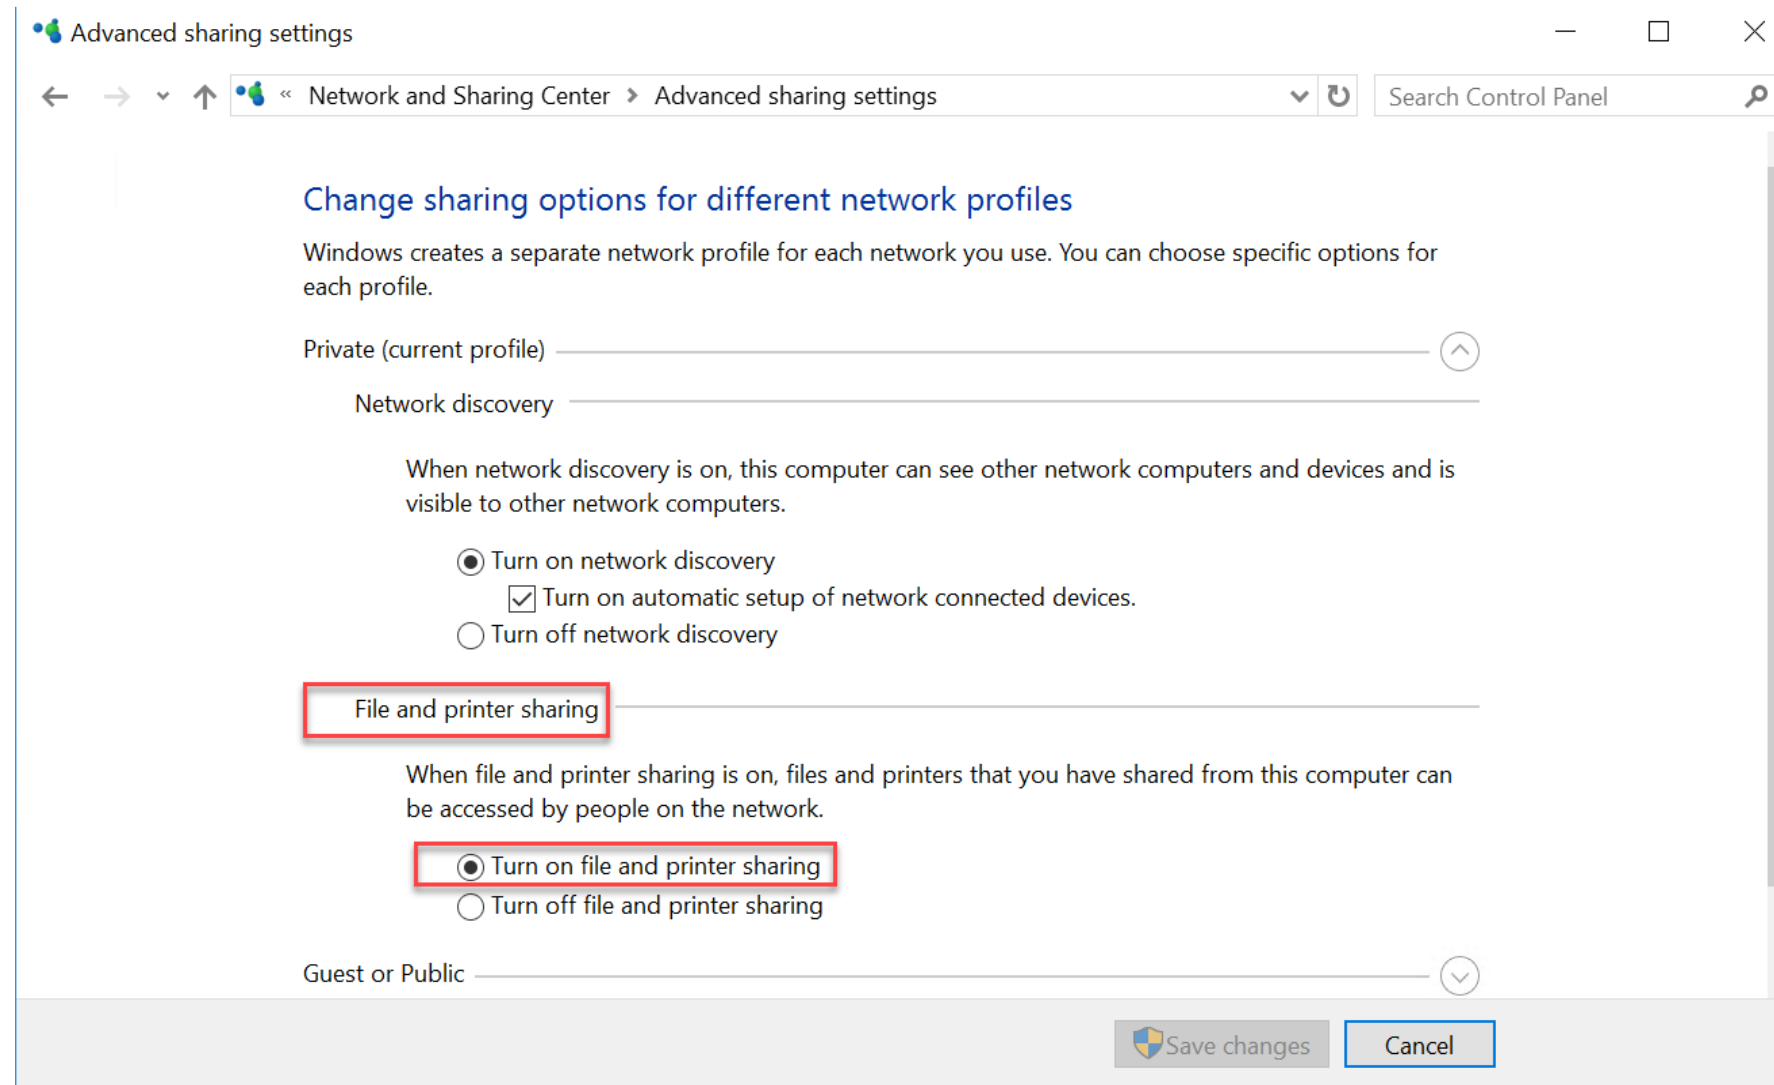 Advanced sharing settings
« Network and Sharing Center > Advanced sharing settings
Search Control Panel
Change sharing options for different network profiles
Windows creates a separate network profile for each network you use. You can choose specific options for
each profile.
Private (current profile)
Network discovery
When network discovery is on, this computer can see other network computers and devices and is
visible to other network computers.
Turn on network discovery
Turn on automatic setup of network connected devices.
Turn off network discovery
File and printer sharing
When file and printer sharing is on, files and printers that you have shared from this computer can
be accessed by people on the network.
Turn on file and printer sharing
Turn off file and printer sharing
Guest or Public
Save changes
Cancel